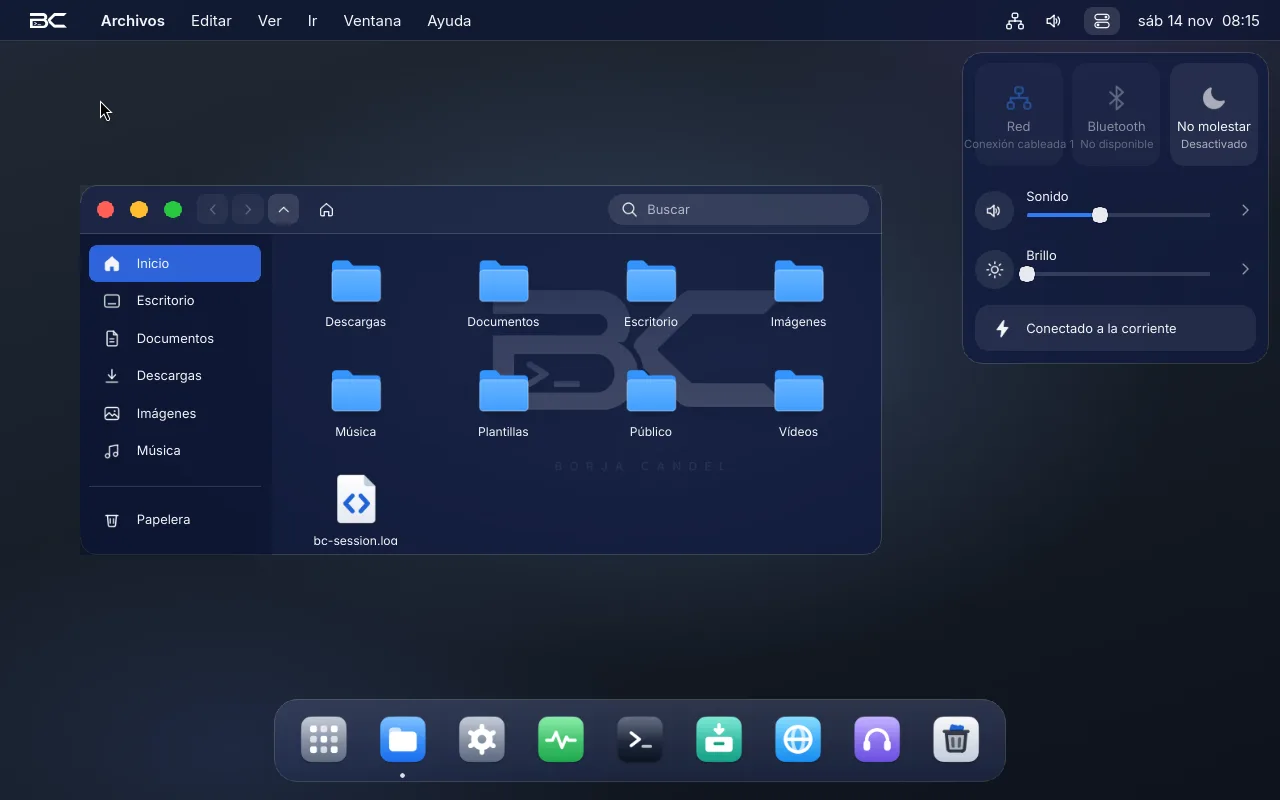 BC Archivos Editar Ver Ir Ventana Ayuda sáb 14 nov 08:15
Red
Conexión cableada 1
Bluetooth
No disponible
No molestar
Desactivado
Sonido
Brillo
Conectado a la corriente
Buscar
Inicio
Escritorio
Documentos
Descargas
Imágenes
Música
Papelera
Descargas Documentos Escritorio Imágenes
Música Plantillas Público Vídeos
bc-session.log
BC
BORJA CANDEL